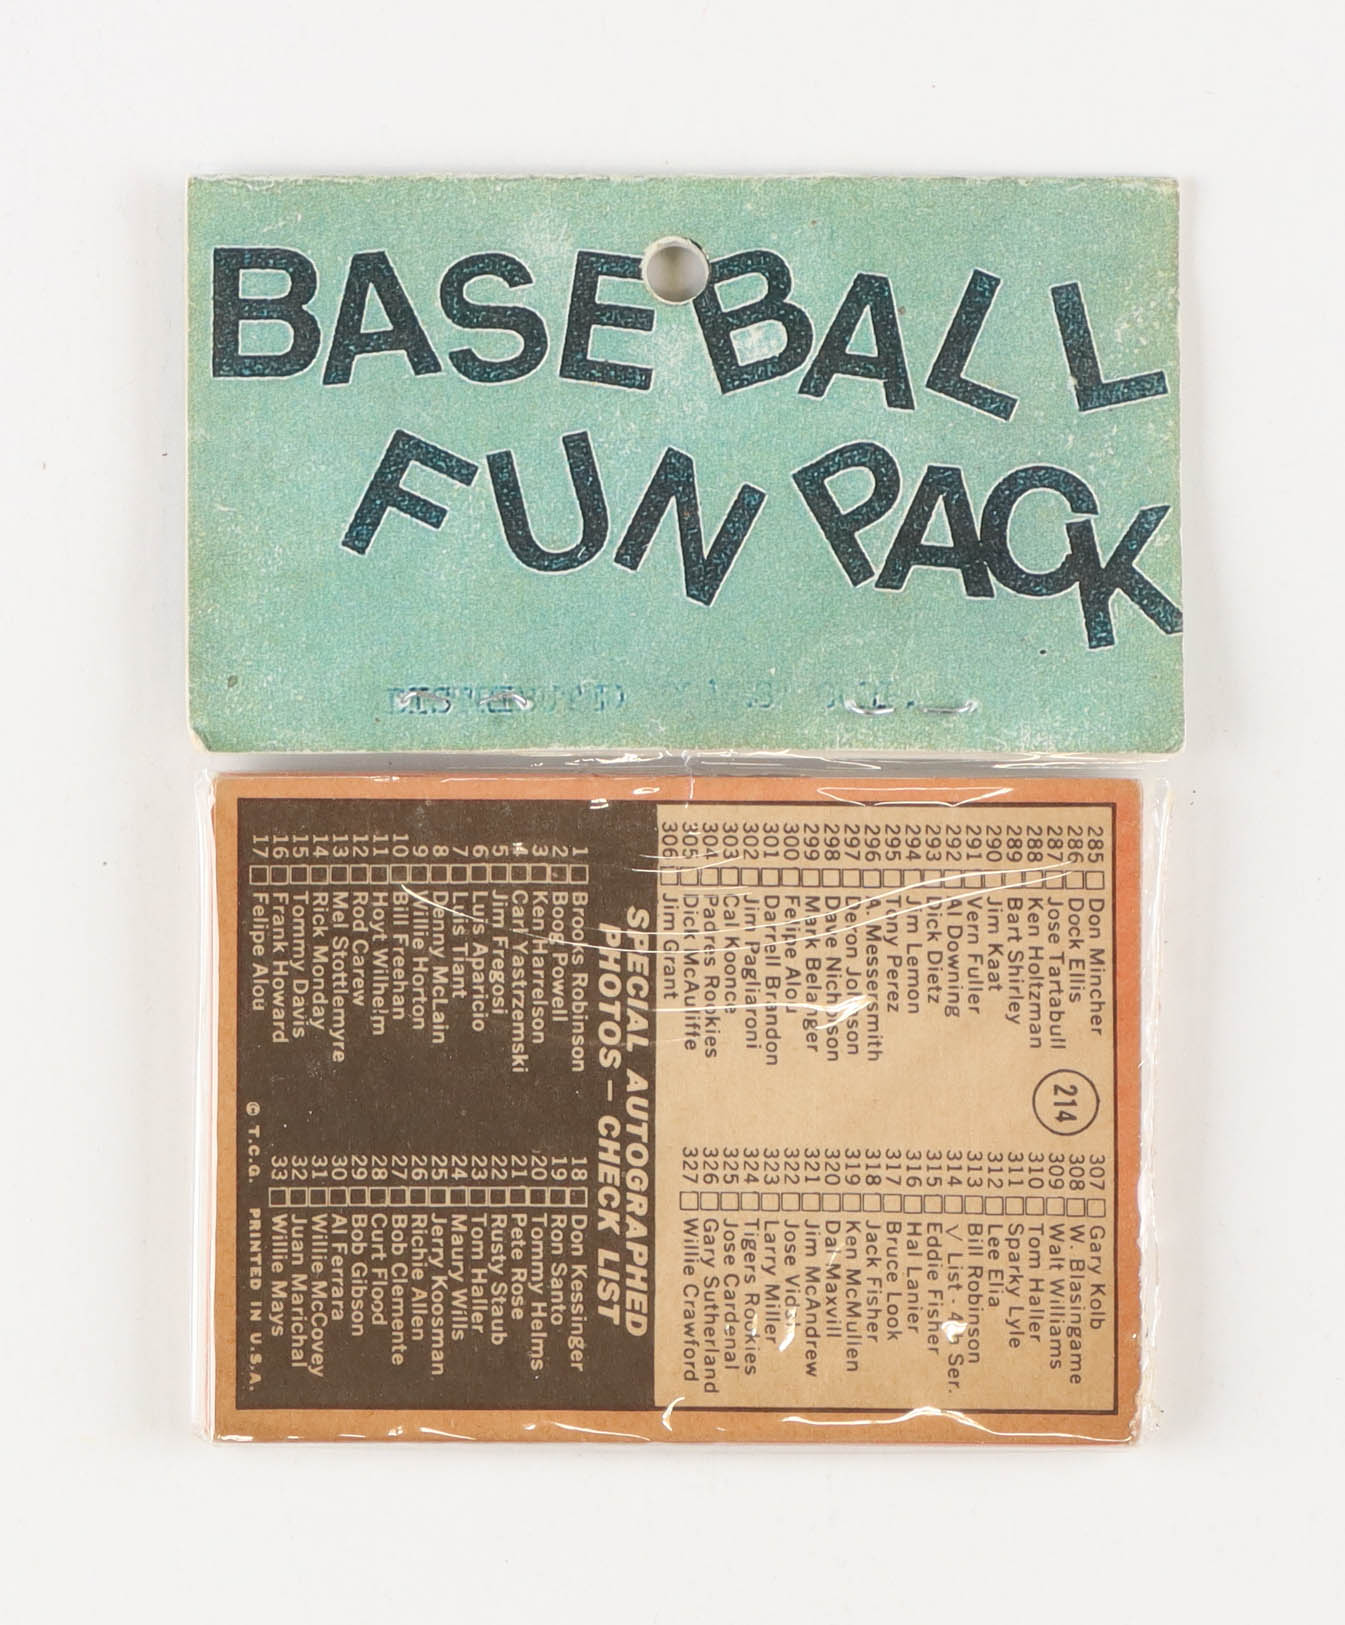 BASEBALL
FUN PACK
214
285 Don Mincher
286 Dock Ellis
287 Jose Tartabull
288 Ken Holtzman
289 Bart Shirley
290 Jim Kaat
291 Vern Fuller
292 Al Downing
293 Dick Dietz
294 Jim Lemon
295 Tony Perez
296 A. Messersmith
297 Devon Johnson
298 Dave Nicholson
299 Mark Belanger
300 Felipe Alou
301 Darrell Brandon
302 Jim Pagliaroni
303 Cal Koonce
304 Padres Rookies
305 Dick McAuliffe
306 Jim Grant
307 Gary Kolb
308 W. Blasingame
309 Walt Williams
310 Tom Haller
311 Sparky Lyle
312 Lee Elia
313 Bill Robinson
314 √ List - 4th Ser.
315 Eddie Fisher
316 Hal Lanier
317 Bruce Look
318 Jack Fisher
319 Ken McMullen
320 Dal Maxvill
321 Jim McAndrew
322 Jose Vidal
323 Larry Miller
324 Tigers Rookies
325 Jose Cardenal
326 Gary Sutherland
327 Willie Crawford
SPECIAL AUTOGRAPHED
PHOTOS – CHECK LIST
1 Brooks Robinson
2 Boog Powell
3 Ken Harrelson
4 Carl Yastrzemski
5 Jim Fregosi
6 Luis Aparicio
7 Luis Tiant
8 Denny McLain
9 Willie Horton
10 Bill Freehan
11 Hoyt Wilhelm
12 Rod Carew
13 Mel Stottlemyre
14 Rick Monday
15 Tommy Davis
16 Frank Howard
17 Felipe Alou
18 Don Kessinger
19 Ron Santo
20 Tommy Helms
21 Pete Rose
22 Rusty Staub
23 Tom Haller
24 Maury Wills
25 Jerry Koosman
26 Richie Allen
27 Bob Clemente
28 Curt Flood
29 Bob Gibson
30 Al Ferrara
31 Willie McCovey
32 Juan Marichal
33 Willie Mays
© T.C.G. PRINTED IN U.S.A.